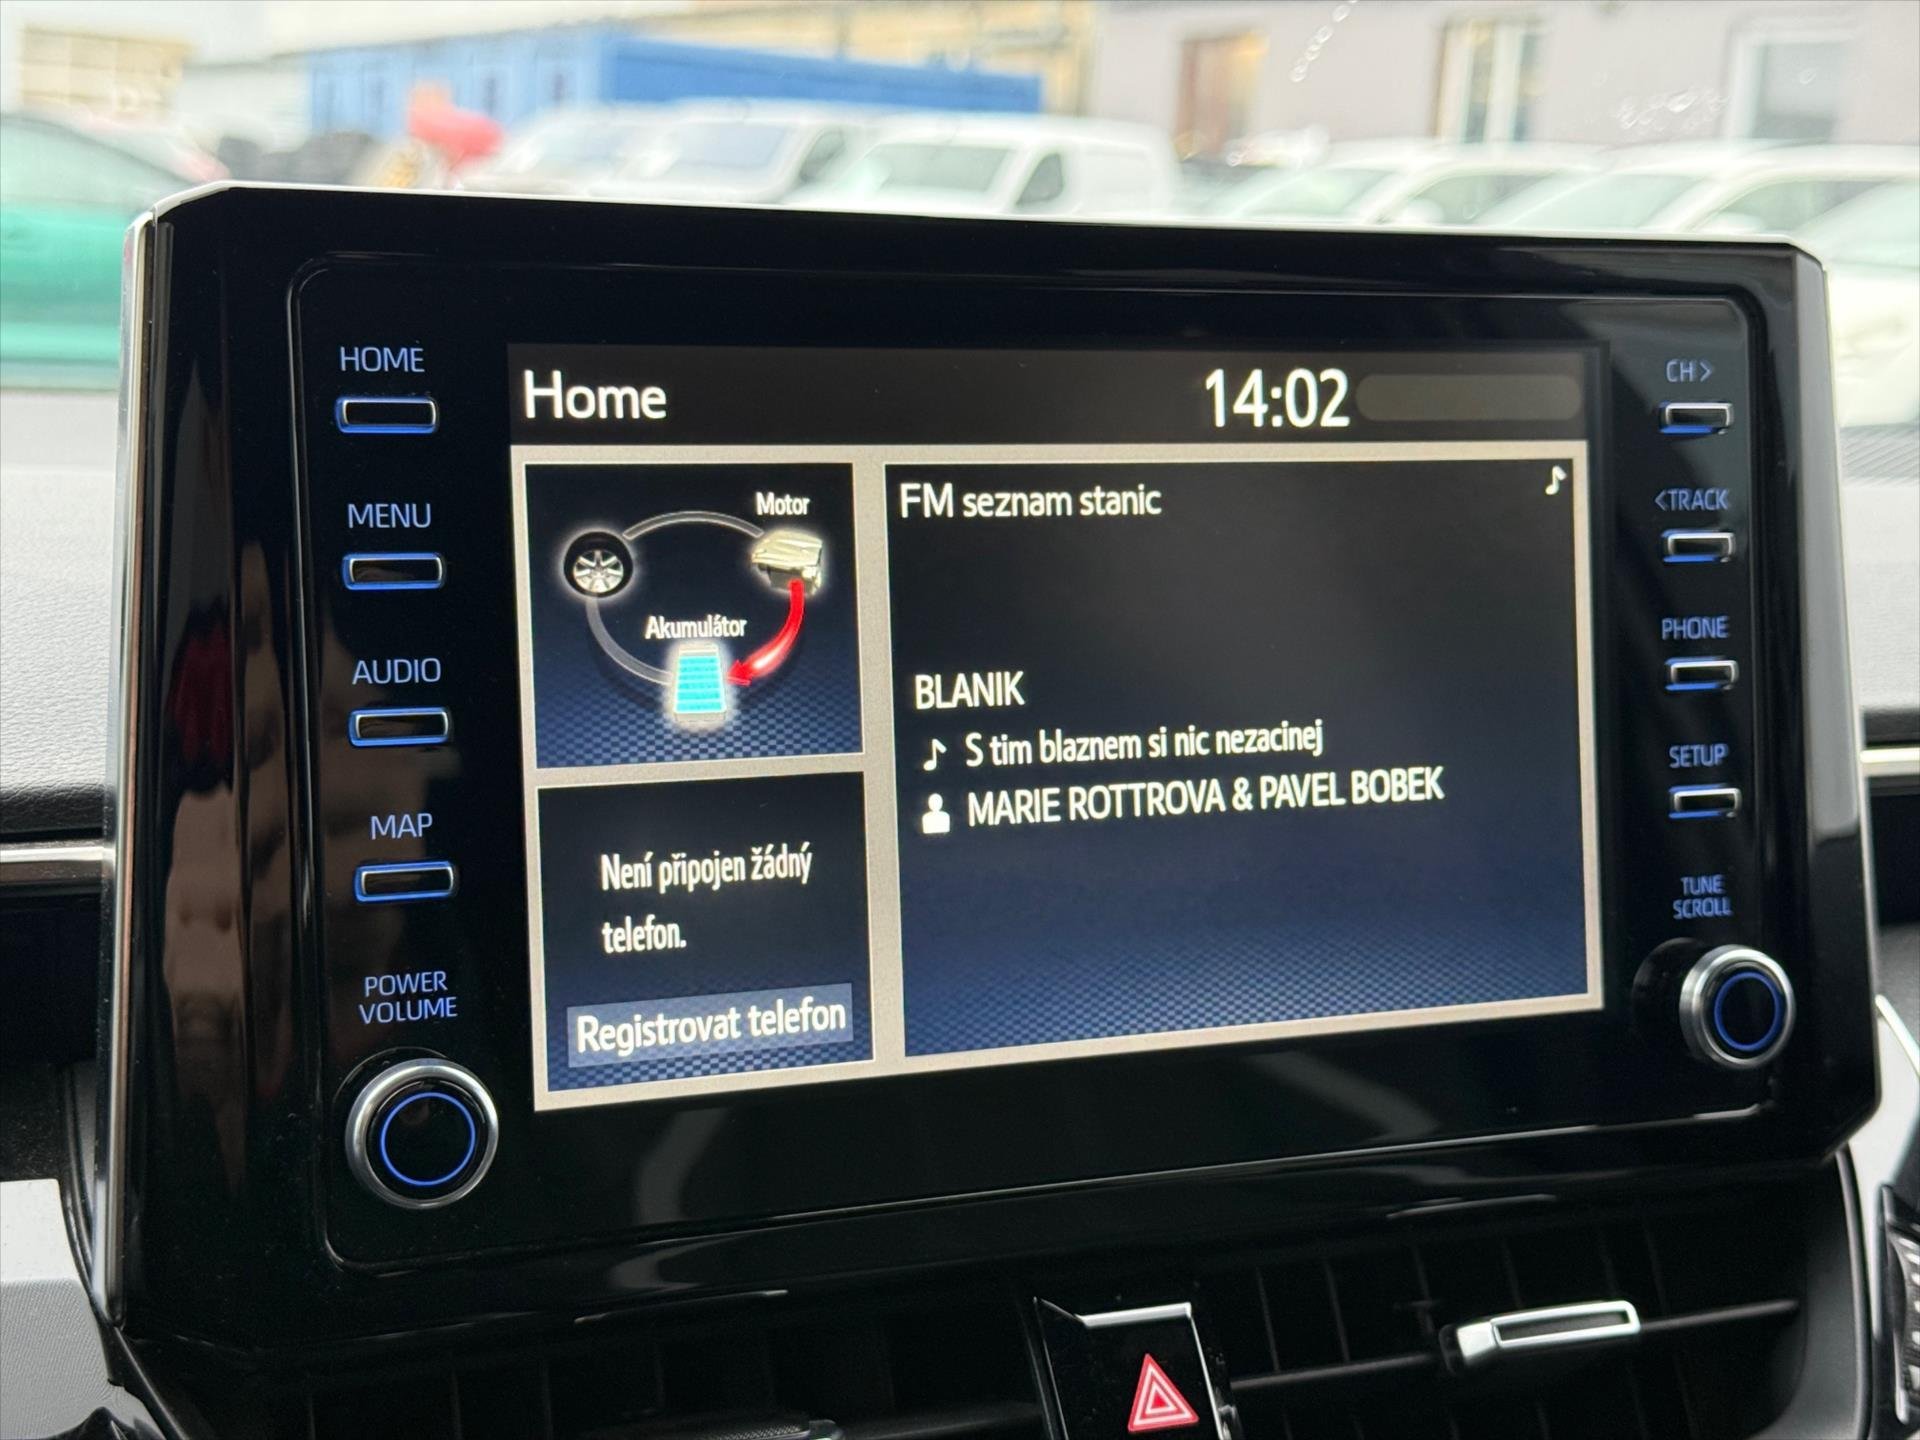 HOME
MENU
AUDIO
MAP
POWER
VOLUME
Home
14:02
Motor
Akumulátor
Není připojen žádný
telefon.
Registrovat telefon
FM seznam stanic
BLANIK
S tim blaznem si nic nezacinej
MARIE ROTTROVA & PAVEL BOBEK
CH>
<TRACK
PHONE
SETUP
TUNE
SCROLL